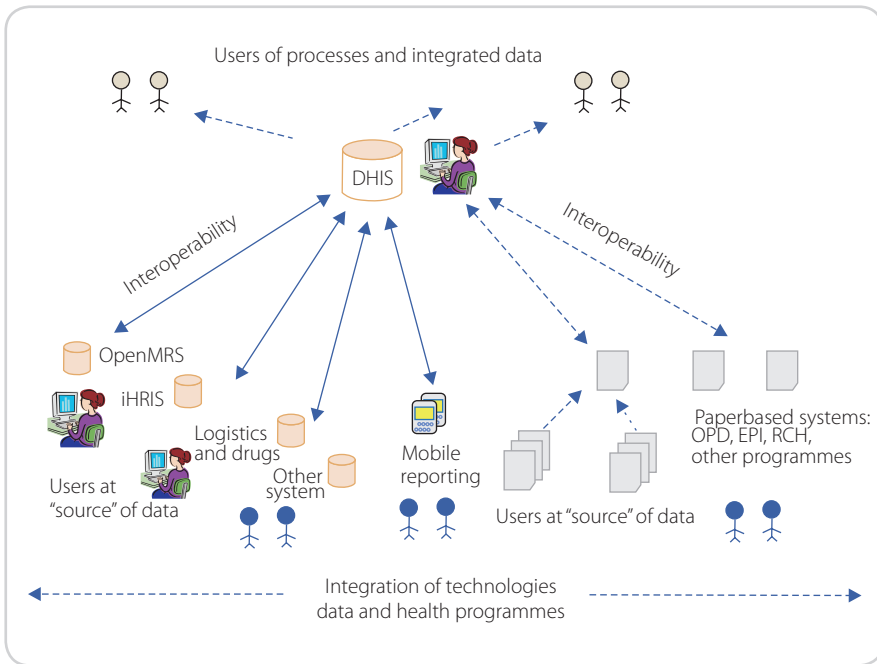 Users of processes and integrated data
DHIS
Interoperability
Interoperability
OpenMRS
iHRIS
Logistics
and drugs
Other
system
Mobile
reporting
Paperbased systems:
OPD, EPI, RCH,
other programmes
Users at
“source” of data
Users at “source” of data
Integration of technologies
data and health programmes